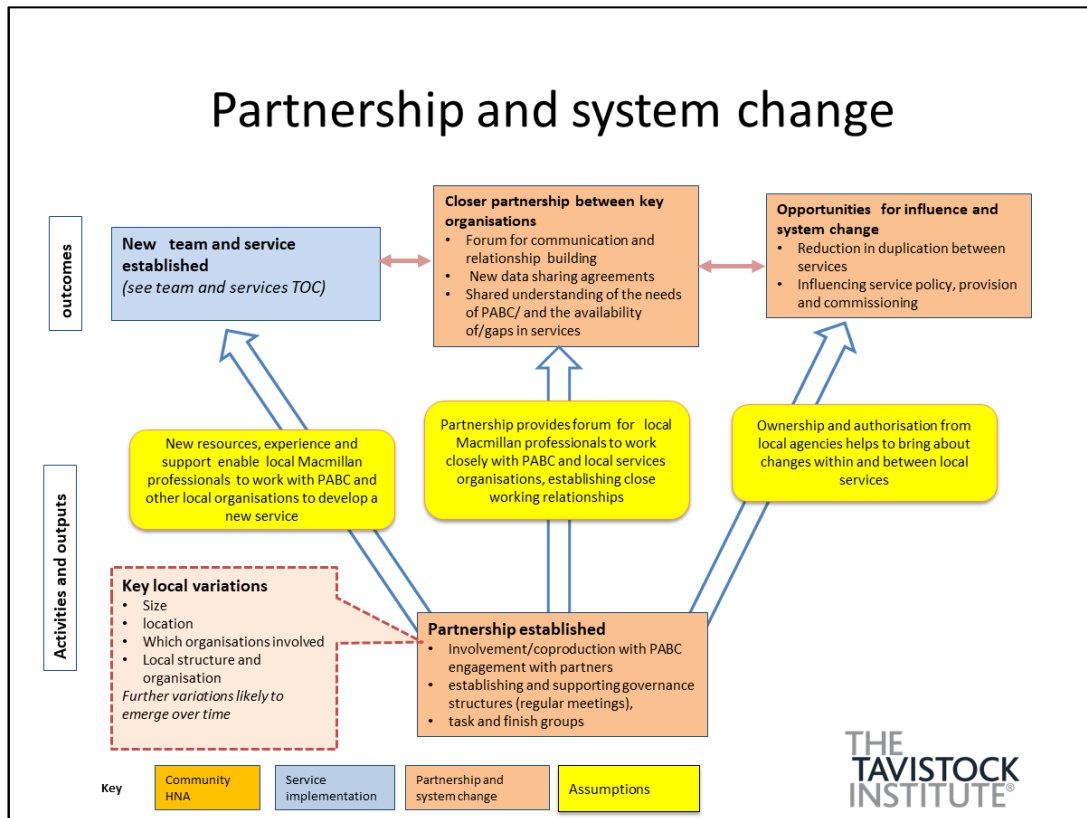 Partnership and system change
outcomes
New team and service
established
(see team and services TOC)
Closer partnership between key
organisations
• Forum for communication and
relationship building
• New data sharing agreements
• Shared understanding of the needs
of PABC/ and the availability
of/gaps in services
Opportunities for influence and
system change
• Reduction in duplication between
services
• Influencing service policy, provision
and commissioning
New resources, experience and
support enable local Macmillan
professionals to work with PABC and
other local organisations to develop a
new service
Partnership provides forum for local
Macmillan professionals to work
closely with PABC and local services
organisations, establishing close
working relationships
Ownership and authorisation from
local agencies helps to bring about
changes within and between local
services
Activities and outputs
Key local variations
• Size
• location
• Which organisations involved
• Local structure and
organisation
Further variations likely to
emerge over time
Partnership established
• Involvement/coproduction with PABC
engagement with partners
• establishing and supporting governance
structures (regular meetings),
• task and finish groups
Key
Community
HNA
Service
implementation
Partnership and
system change
Assumptions
THE
TAVISTOCK
INSTITUTE®